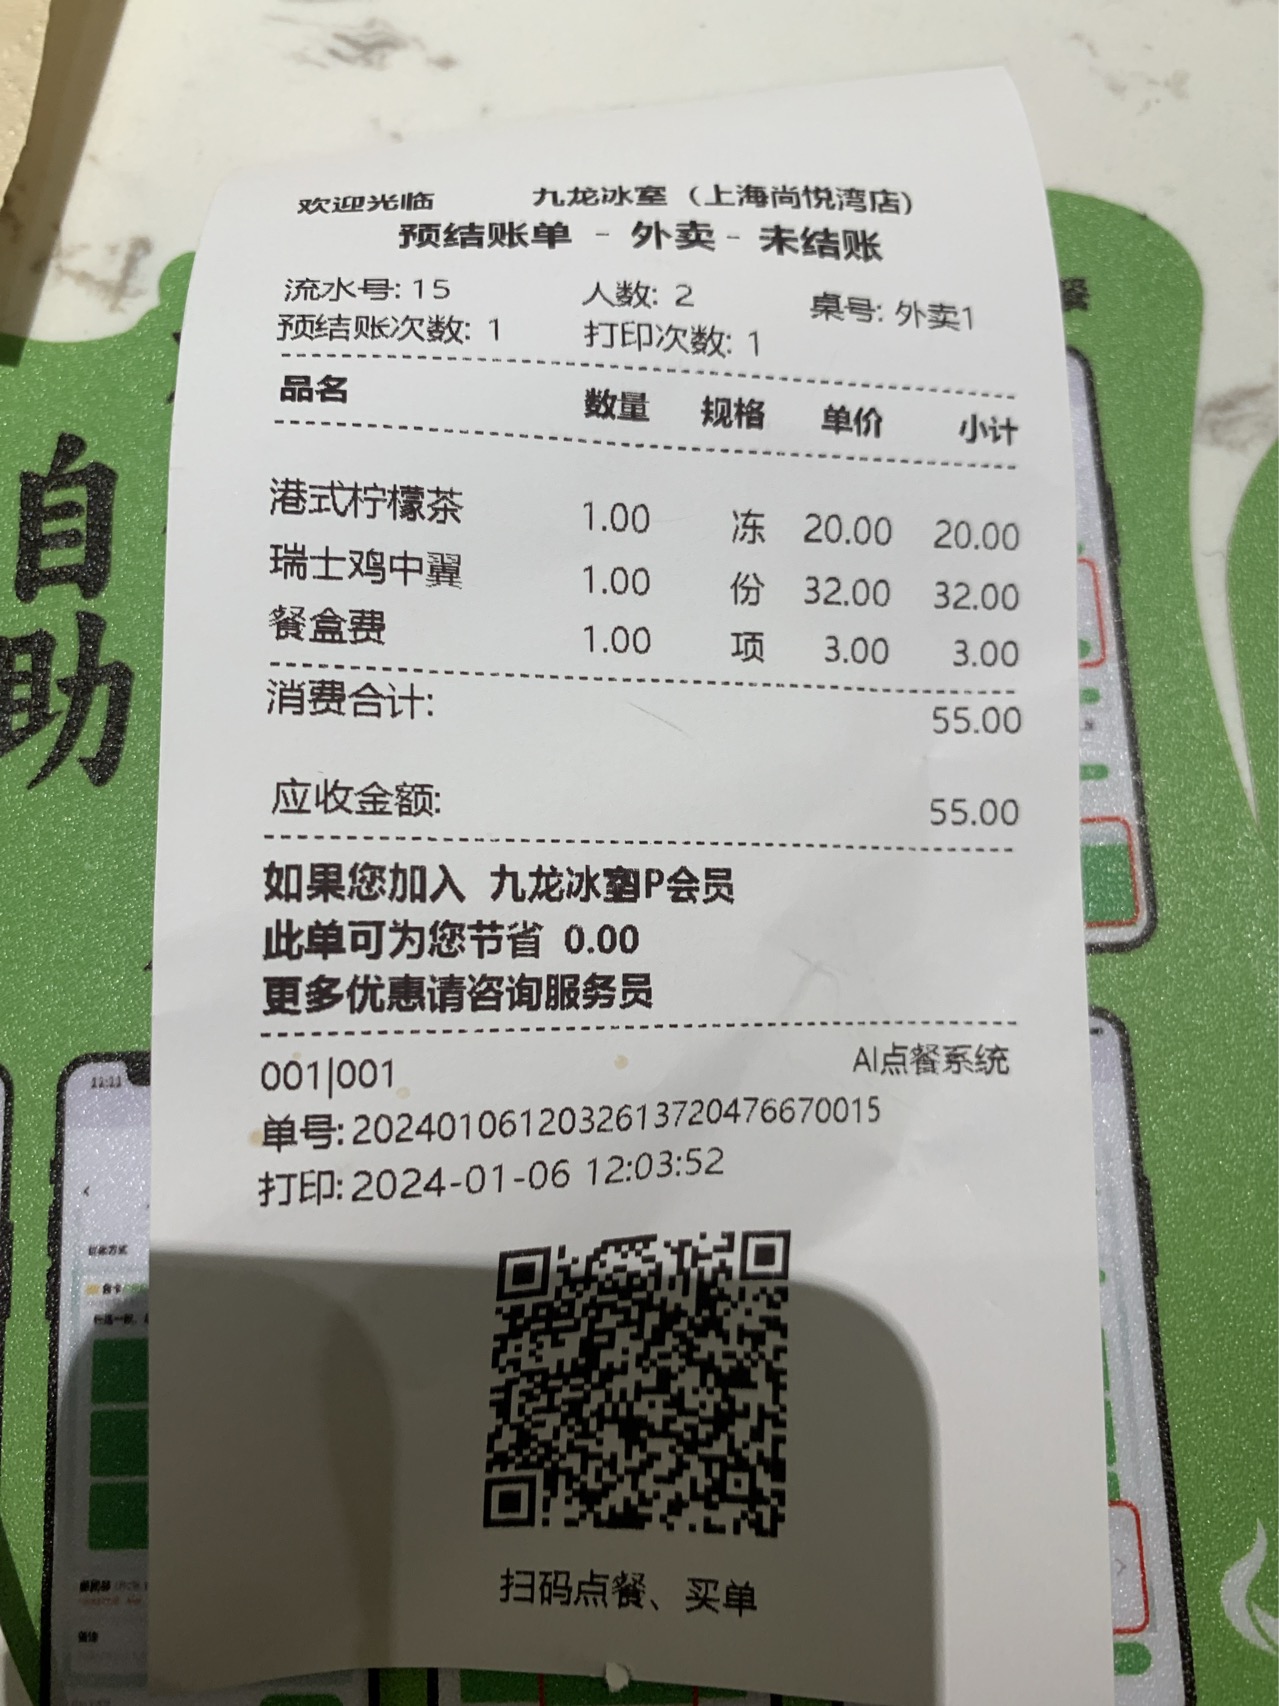 欢迎光临 九龙冰室（上海尚悦湾店）
预结账单 - 外卖 - 未结账
流水号: 15 人数: 2 桌号: 外卖1
预结账次数: 1 打印次数: 1
品名 数量 规格 单价 小计
港式柠檬茶 1.00 冻 20.00 20.00
瑞士鸡中翼 1.00 份 32.00 32.00
餐盒费 1.00 项 3.00 3.00
消费合计: 55.00
应收金额: 55.00
如果您加入 九龙冰室P会员
此单可为您节省 0.00
更多优惠请咨询服务员
001|001 AI点餐系统
单号: 2024010612032613720476670015
打印: 2024-01-06 12:03:52
扫码点餐、买单
自
助
餐
11:11